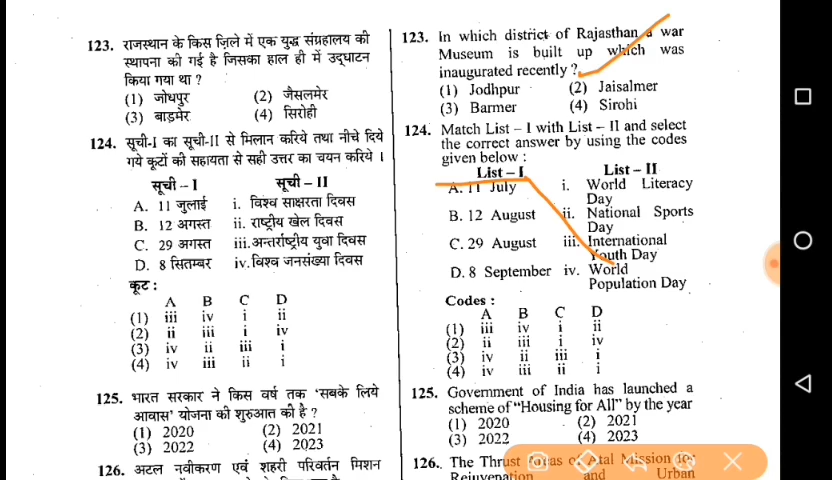 123. राजस्थान के किस ज़िले में एक युद्ध संग्रहालय की
स्थापना की गई है जिसका हाल ही में उद्घाटन
किया गया था ?
(1) जोधपुर (2) जैसलमेर
(3) बाड़मेर (4) सिरोही
124. सूची-I का सूची-II से मिलान करिये तथा नीचे दिये
गये कूटों की सहायता से सही उत्तर का चयन करिये ।
सूची – I सूची – II
A. 11 जुलाई i. विश्व साक्षरता दिवस
B. 12 अगस्त ii. राष्ट्रीय खेल दिवस
C. 29 अगस्त iii. अन्तर्राष्ट्रीय युवा दिवस
D. 8 सितम्बर iv. विश्व जनसंख्या दिवस
कूट :
A B C D
(1) iii iv i ii
(2) ii iii i iv
(3) iv ii iii i
(4) iv iii ii i
125. भारत सरकार ने किस वर्ष तक 'सबके लिये
आवास' योजना की शुरुआत की है ?
(1) 2020 (2) 2021
(3) 2022 (4) 2023
126. अटल नवीकरण एवं शहरी परिवर्तन मिशन
123. In which district of Rajasthan a war
Museum is built up which was
inaugurated recently ?
(1) Jodhpur (2) Jaisalmer
(3) Barmer (4) Sirohi
124. Match List – I with List – II and select
the correct answer by using the codes
given below :
List – I List – II
A. 11 July i. World Literacy
Day
B. 12 August ii. National Sports
Day
C. 29 August iii. International
Youth Day
D. 8 September iv. World
Population Day
Codes :
A B C D
(1) iii iv i ii
(2) ii iii i iv
(3) iv ii iii i
(4) iv iii ii i
125. Government of India has launched a
scheme of "Housing for All" by the year
(1) 2020 (2) 2021
(3) 2022 (4) 2023
126. The Thrust Areas of Atal Mission for
Rejuvenation and Urban